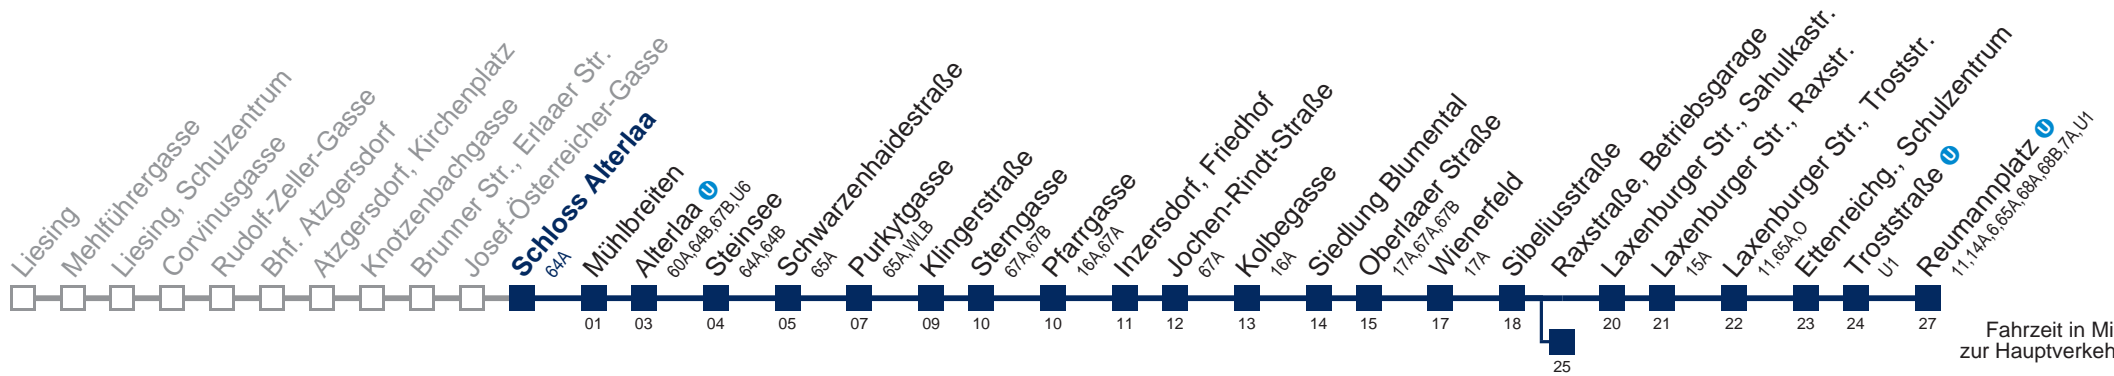 Liesing
Mehlführergasse
Liesing, Schulzentrum
Corvinusgasse
Rudolf-Zeller-Gasse
Bhf. Atzgersdorf
Atzgersdorf, Kirchenplatz
Knotzenbachgasse
Brunner Str., Erlaaer Str.
Josef-Österreicher-Gasse
Schloss Alterlaa
64A
Mühlbreiten
Alterlaa U
60A,64B,67B,U6
Steinsee
64A,64B
Schwarzenhaidestraße
65A
Purkytgasse
65A,WLB
Klingerstraße
Sterngasse
67A,67B
Pfarrgasse
16A,67A
Inzersdorf, Friedhof
Jochen-Rindt-Straße
67A
Kolbegasse
16A
Siedlung Blumental
Oberlaaer Straße
17A,67A,67B
Wienerfeld
17A
Sibeliusstraße
Raxstraße, Betriebsgarage
Laxenburger Str., Sahulkastr.
Laxenburger Str., Raxstr.
15A
Laxenburger Str., Troststr.
11,65A,O
Ettenreichg., Schulzentrum
Troststraße U
U1
Reumannplatz U
11,14A,6,65A,68A,68B,7A,U1
01 03 04 05 07 09 10 10 11 12 13 14 15 17 18 20 21 22 23 24 27
25
Fahrzeit in Mi
zur Hauptverkeh